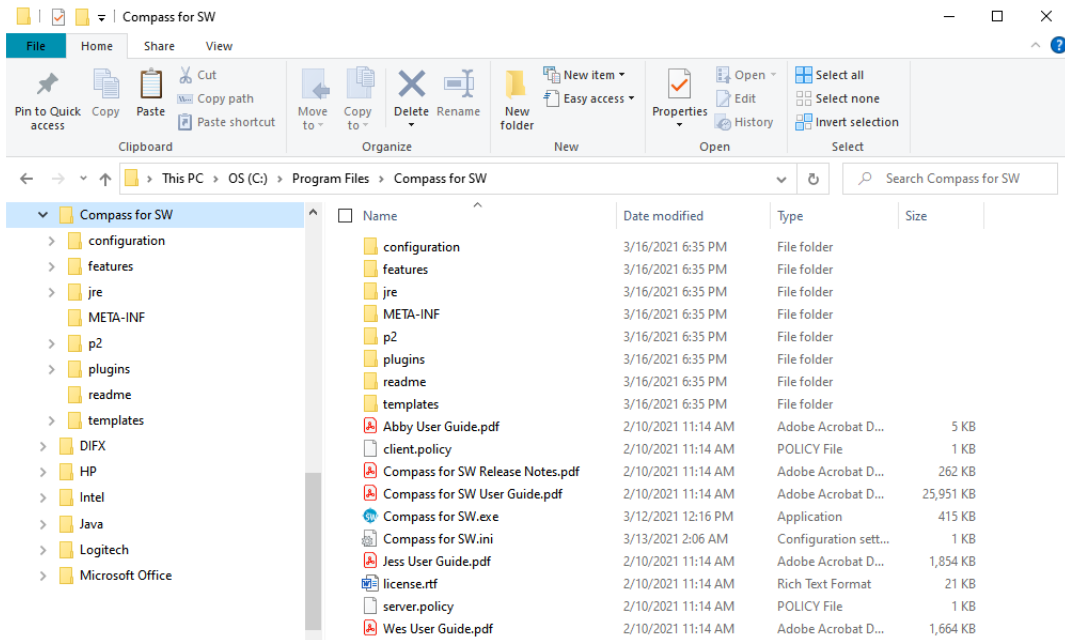 Compass for SW
File Home Share View
Pin to Quick access
Copy
Paste
Cut
Copy path
Paste shortcut
Clipboard
Move to
Copy to
Delete
Rename
Organize
New folder
New item
Easy access
New
Properties
Open
Edit
History
Open
Select all
Select none
Invert selection
Select
This PC > OS (C:) > Program Files > Compass for SW
Search Compass for SW
Compass for SW
configuration
features
jre
META-INF
p2
plugins
readme
templates
DIFX
HP
Intel
Java
Logitech
Microsoft Office
Name Date modified Type Size
configuration 3/16/2021 6:35 PM File folder
features 3/16/2021 6:35 PM File folder
jre 3/16/2021 6:35 PM File folder
META-INF 3/16/2021 6:35 PM File folder
p2 3/16/2021 6:35 PM File folder
plugins 3/16/2021 6:35 PM File folder
readme 3/16/2021 6:35 PM File folder
templates 3/16/2021 6:35 PM File folder
Abby User Guide.pdf 2/10/2021 11:14 AM Adobe Acrobat D... 5 KB
client.policy 2/10/2021 11:14 AM POLICY File 1 KB
Compass for SW Release Notes.pdf 2/10/2021 11:14 AM Adobe Acrobat D... 262 KB
Compass for SW User Guide.pdf 2/10/2021 11:14 AM Adobe Acrobat D... 25,951 KB
Compass for SW.exe 3/12/2021 12:16 PM Application 415 KB
Compass for SW.ini 3/13/2021 2:06 AM Configuration sett... 1 KB
Jess User Guide.pdf 2/10/2021 11:14 AM Adobe Acrobat D... 1,854 KB
license.rtf 2/10/2021 11:14 AM Rich Text Format 21 KB
server.policy 2/10/2021 11:14 AM POLICY File 1 KB
Wes User Guide.pdf 2/10/2021 11:14 AM Adobe Acrobat D... 1,664 KB